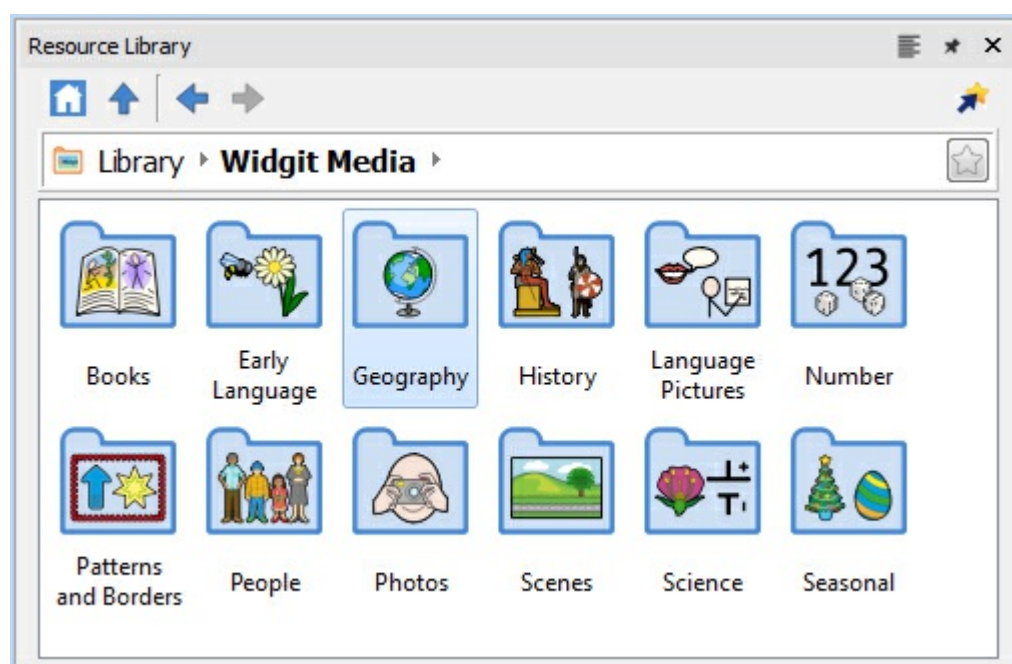 Resource Library
Library Widgit Media
123
Books
Early
Language
Geography
History
Language
Pictures
Number
Patterns
and Borders
People
Photos
Scenes
Science
Seasonal